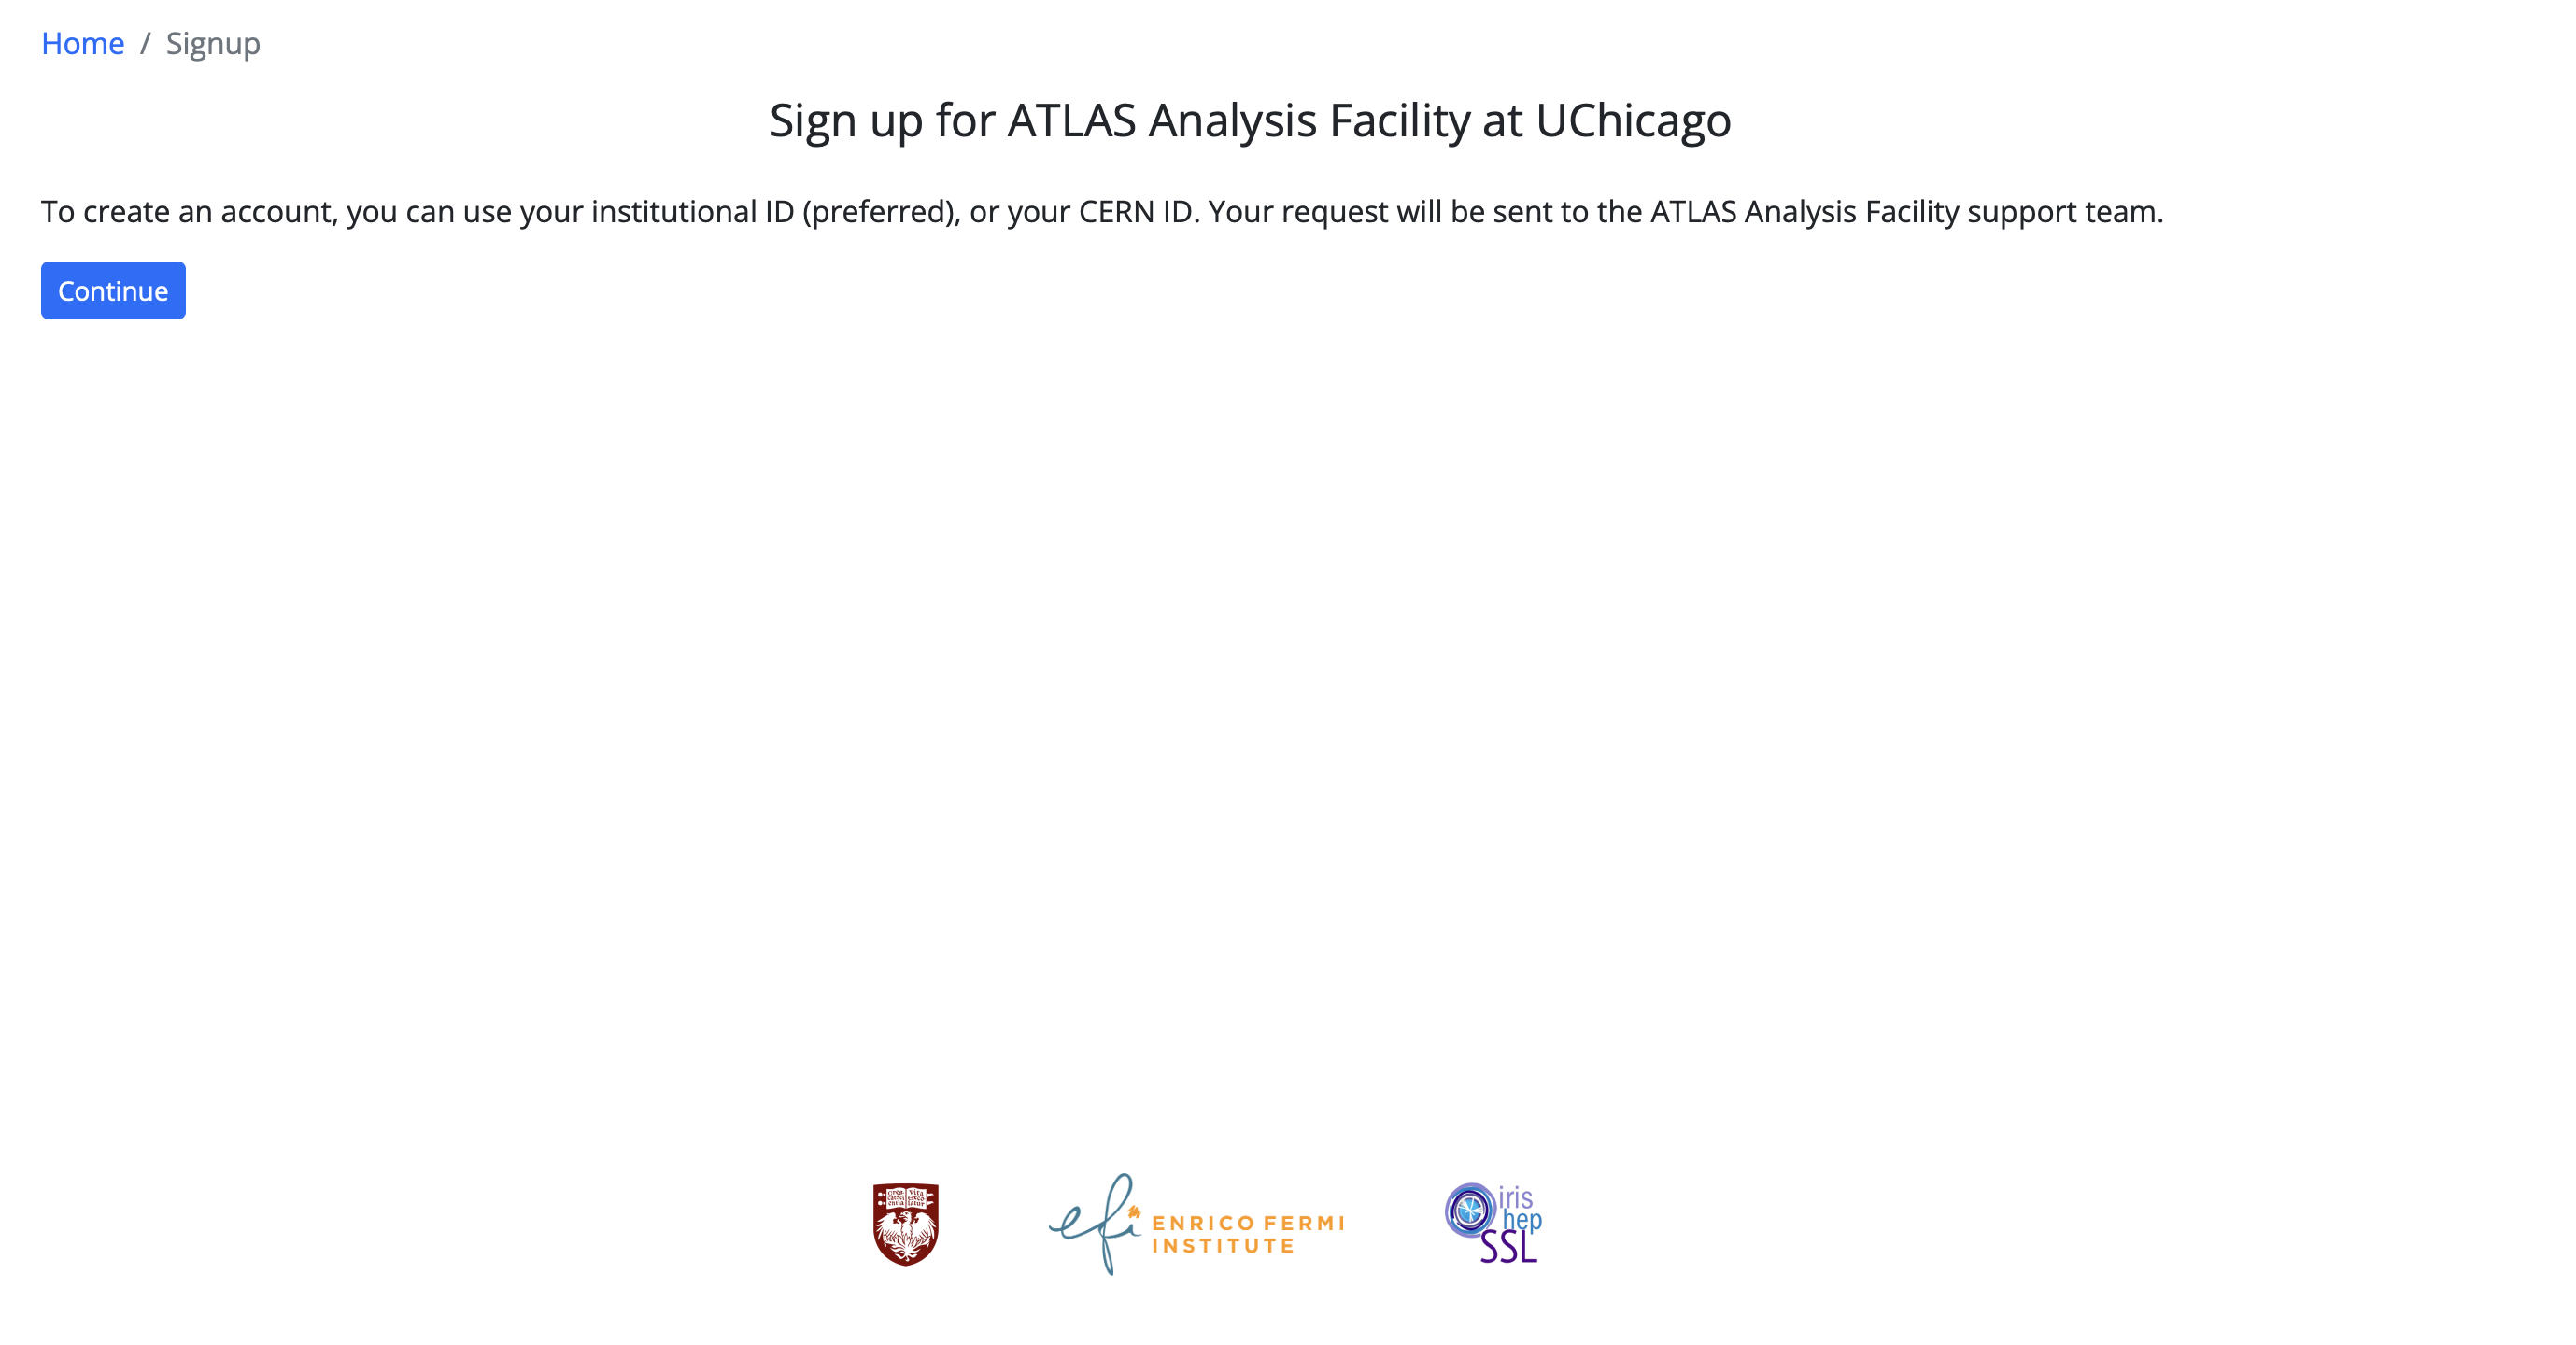 Home / Signup
Sign up for ATLAS Analysis Facility at UChicago
To create an account, you can use your institutional ID (preferred), or your CERN ID. Your request will be sent to the ATLAS Analysis Facility support team.
Continue
efi ENRICO FERMI
INSTITUTE
iris
hep
SSL